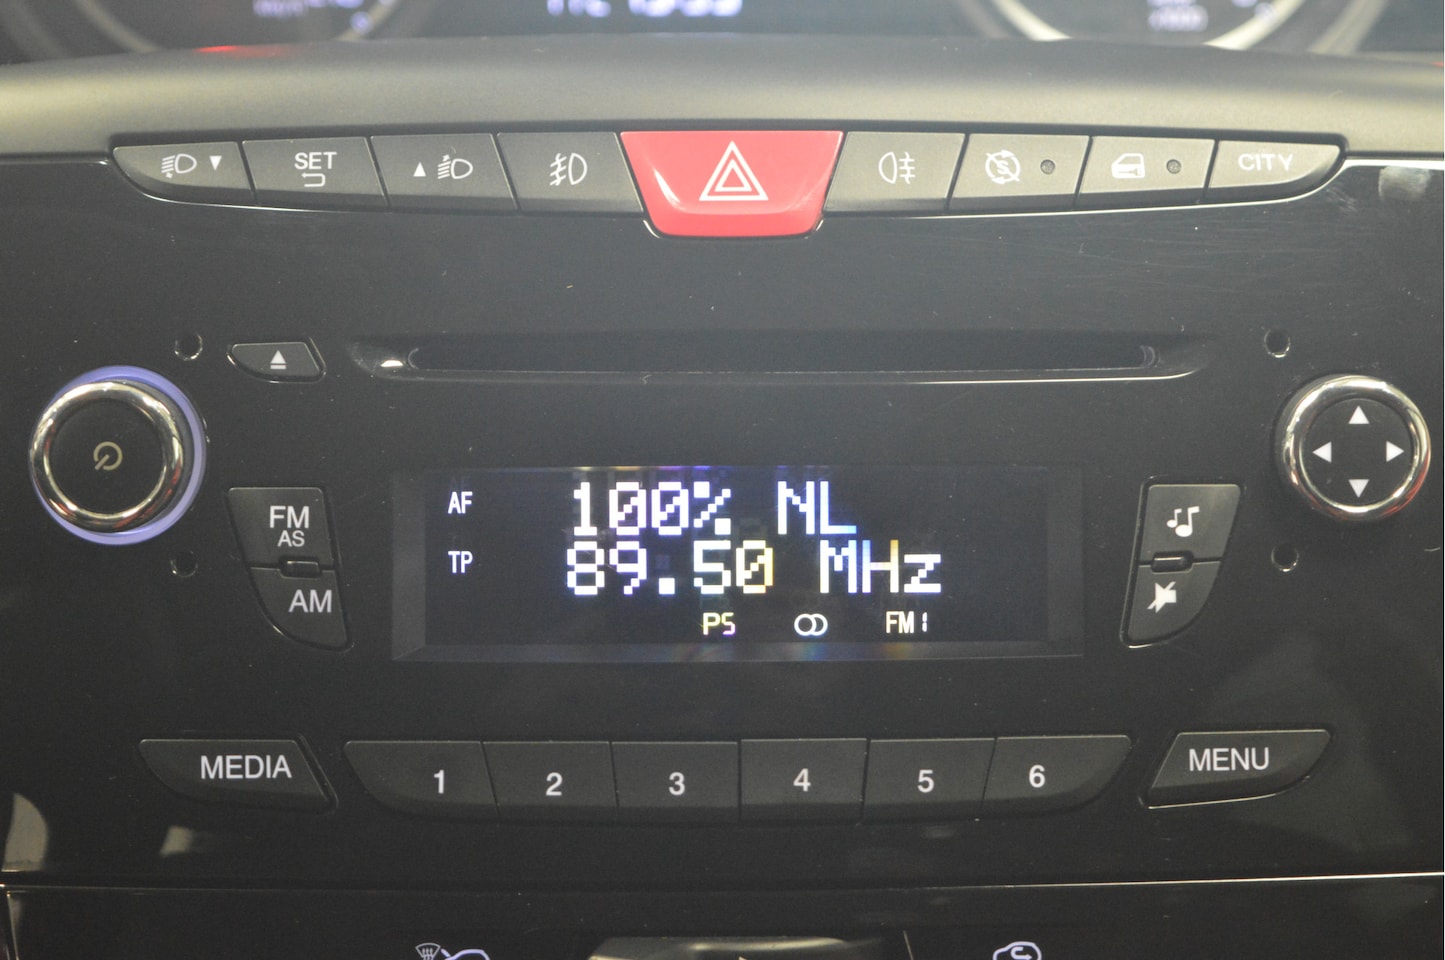 SET
CITY
FM
AS
AM
AF 100% NL
TP 89.50 MHz
PS FM1
MEDIA 1 2 3 4 5 6 MENU